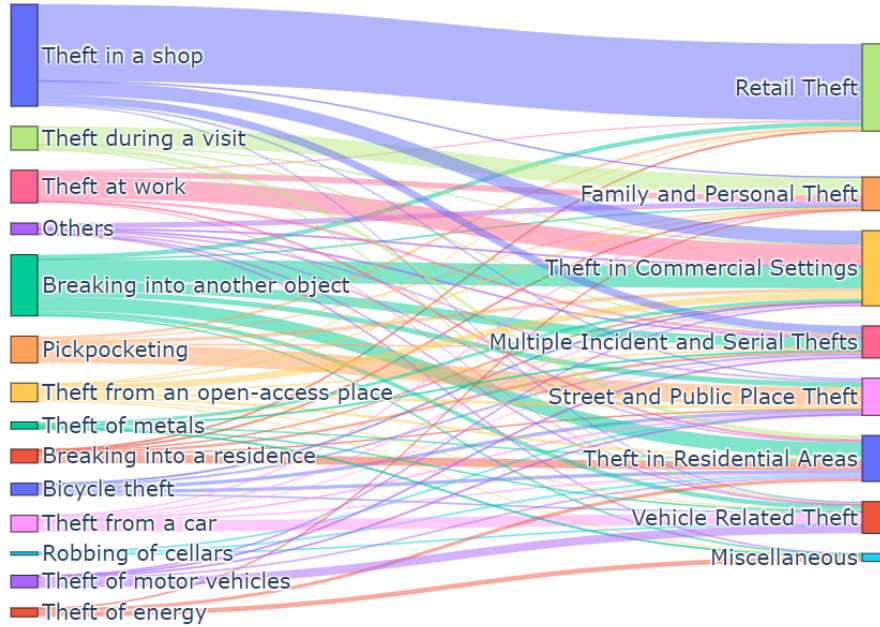 Theft in a shop
Theft during a visit
Theft at work
Others
Breaking into another object
Pickpocketing
Theft from an open-access place
Theft of metals
Breaking into a residence
Bicycle theft
Theft from a car
Robbing of cellars
Theft of motor vehicles
Theft of energy
Retail Theft
Family and Personal Theft
Theft in Commercial Settings
Multiple Incident and Serial Thefts
Street and Public Place Theft
Theft in Residential Areas
Vehicle Related Theft
Miscellaneous